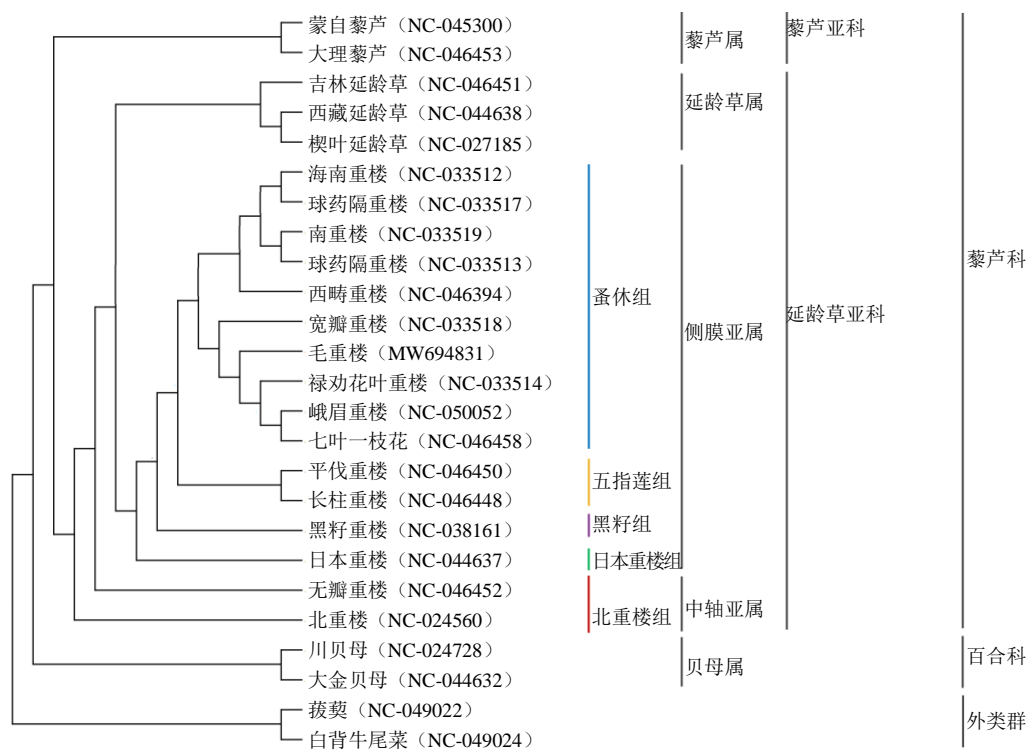 蒙自藜芦（NC-045300）
大理藜芦（NC-046453）
吉林延龄草（NC-046451）
西藏延龄草（NC-044638）
楔叶延龄草（NC-027185）
海南重楼（NC-033512）
球药隔重楼（NC-033517）
南重楼（NC-033519）
球药隔重楼（NC-033513）
西畴重楼（NC-046394）
宽瓣重楼（NC-033518）
毛重楼（MW694831）
禄劝花叶重楼（NC-033514）
峨眉重楼（NC-050052）
七叶一枝花（NC-046458）
平伐重楼（NC-046450）
长柱重楼（NC-046448）
黑籽重楼（NC-038161）
日本重楼（NC-044637）
无瓣重楼（NC-046452）
北重楼（NC-024560）
川贝母（NC-024728）
大金贝母（NC-044632）
菝葜（NC-049022）
白背牛尾菜（NC-049024）
蚤休组
五指莲组
黑籽组
日本重楼组
北重楼组
藜芦属
延龄草属
侧膜亚属
中轴亚属
贝母属
藜芦亚科
延龄草亚科
藜芦科
百合科
外类群